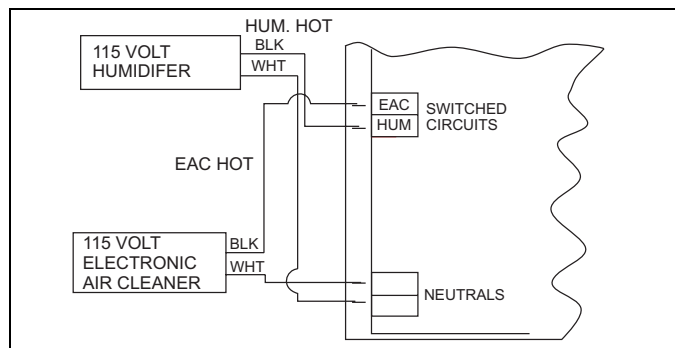 HUM. HOT
115 VOLT
HUMIDIFER
BLK
WHT
EAC
HUM
SWITCHED
CIRCUITS
EAC HOT
115 VOLT
ELECTRONIC
AIR CLEANER
BLK
WHT
NEUTRALS